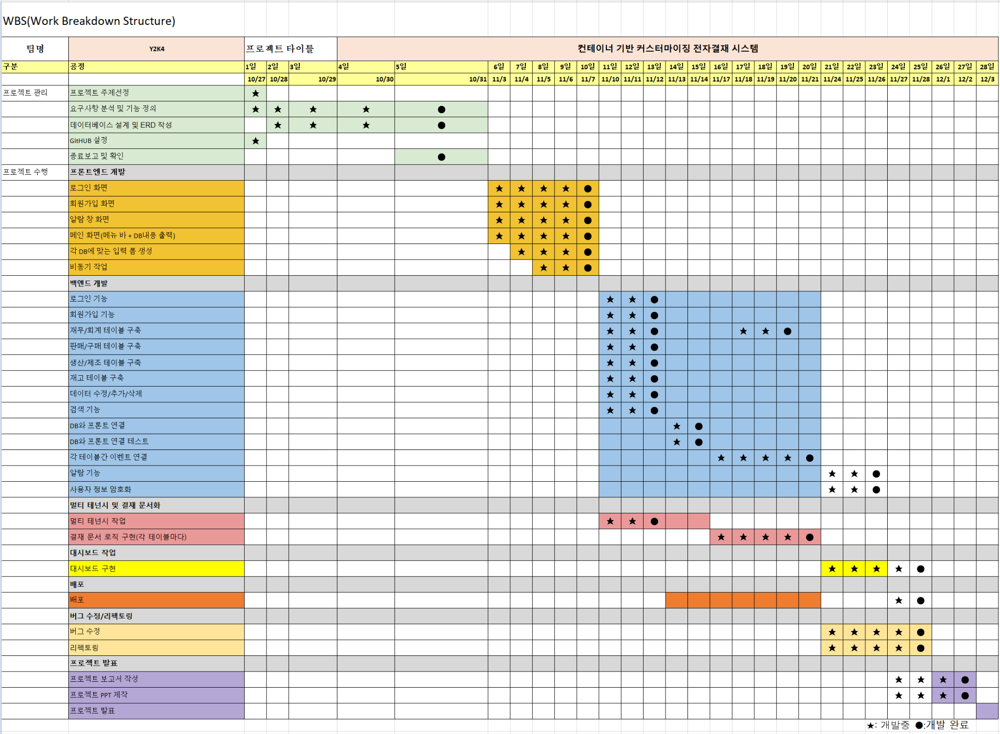 WBS(Work Breakdown Structure)
팀명 Y2K4 프로젝트 타이틀 컨테이너 기반 커스터마이징 전자결재 시스템
구분 공정 1일 2일 3일 4일 5일 6일 7일 8일 9일 10일 11일 12일 13일 14일 15일 16일 17일 18일 19일 20일 21일 22일 23일 24일 25일 26일 27일 28일
10/27 10/28 10/29 10/30 10/31 11/3 11/4 11/5 11/6 11/7 11/10 11/11 11/12 11/13 11/14 11/17 11/18 11/19 11/20 11/21 11/24 11/25 11/26 11/27 11/28 12/1 12/2 12/3
프로젝트 관리 프로젝트 주제선정 ★
요구사항 분석 및 기능 정의 ★ ★ ★ ★ ●
데이터베이스 설계 및 ERD 작성 ★ ★ ★ ●
GitHUB 설정 ★
종료보고 및 확인 ●
프로젝트 수행 프론트엔드 개발
로그인 화면 ★ ★ ★ ★ ●
회원가입 화면 ★ ★ ★ ★ ●
알람 창 화면 ★ ★ ★ ★ ●
메인 화면(메뉴 바 + DB내용 출력) ★ ★ ★ ★ ●
각 DB에 맞는 입력 폼 생성 ★ ★ ★ ●
비동기 작업 ★ ★ ●
백엔드 개발
로그인 기능 ★ ★ ●
회원가입 기능 ★ ★ ●
재무/회계 테이블 구축 ★ ★ ● ★ ★ ●
판매/구매 테이블 구축 ★ ★ ●
생산/제조 테이블 구축 ★ ★ ●
재고 테이블 구축 ★ ★ ●
데이터 수정/추가/삭제 ★ ★ ●
검색 기능 ★ ★ ●
DB와 프론트 연결 ★ ●
DB와 프론트 연결 테스트 ★ ●
각 테이블간 이벤트 연결 ★ ★ ★ ★ ●
알람 기능 ★ ★ ●
사용자 정보 암호화 ★ ★ ●
멀티 테넌시 및 결재 문서화
멀티 테넌시 작업 ★ ★ ●
결재 문서 로직 구현(각 테이블마다) ★ ★ ★ ★ ●
대시보드 작업
대시보드 구현 ★ ★ ★ ★ ●
배포
배포 ★ ●
버그 수정/리펙토링
버그 수정 ★ ★ ★ ★ ●
리펙토링 ★ ★ ★ ★ ●
프로젝트 발표
프로젝트 보고서 작성 ★ ★ ★ ●
프로젝트 PPT 제작 ★ ★ ★ ●
프로젝트 발표
★: 개발중 ●:개발 완료